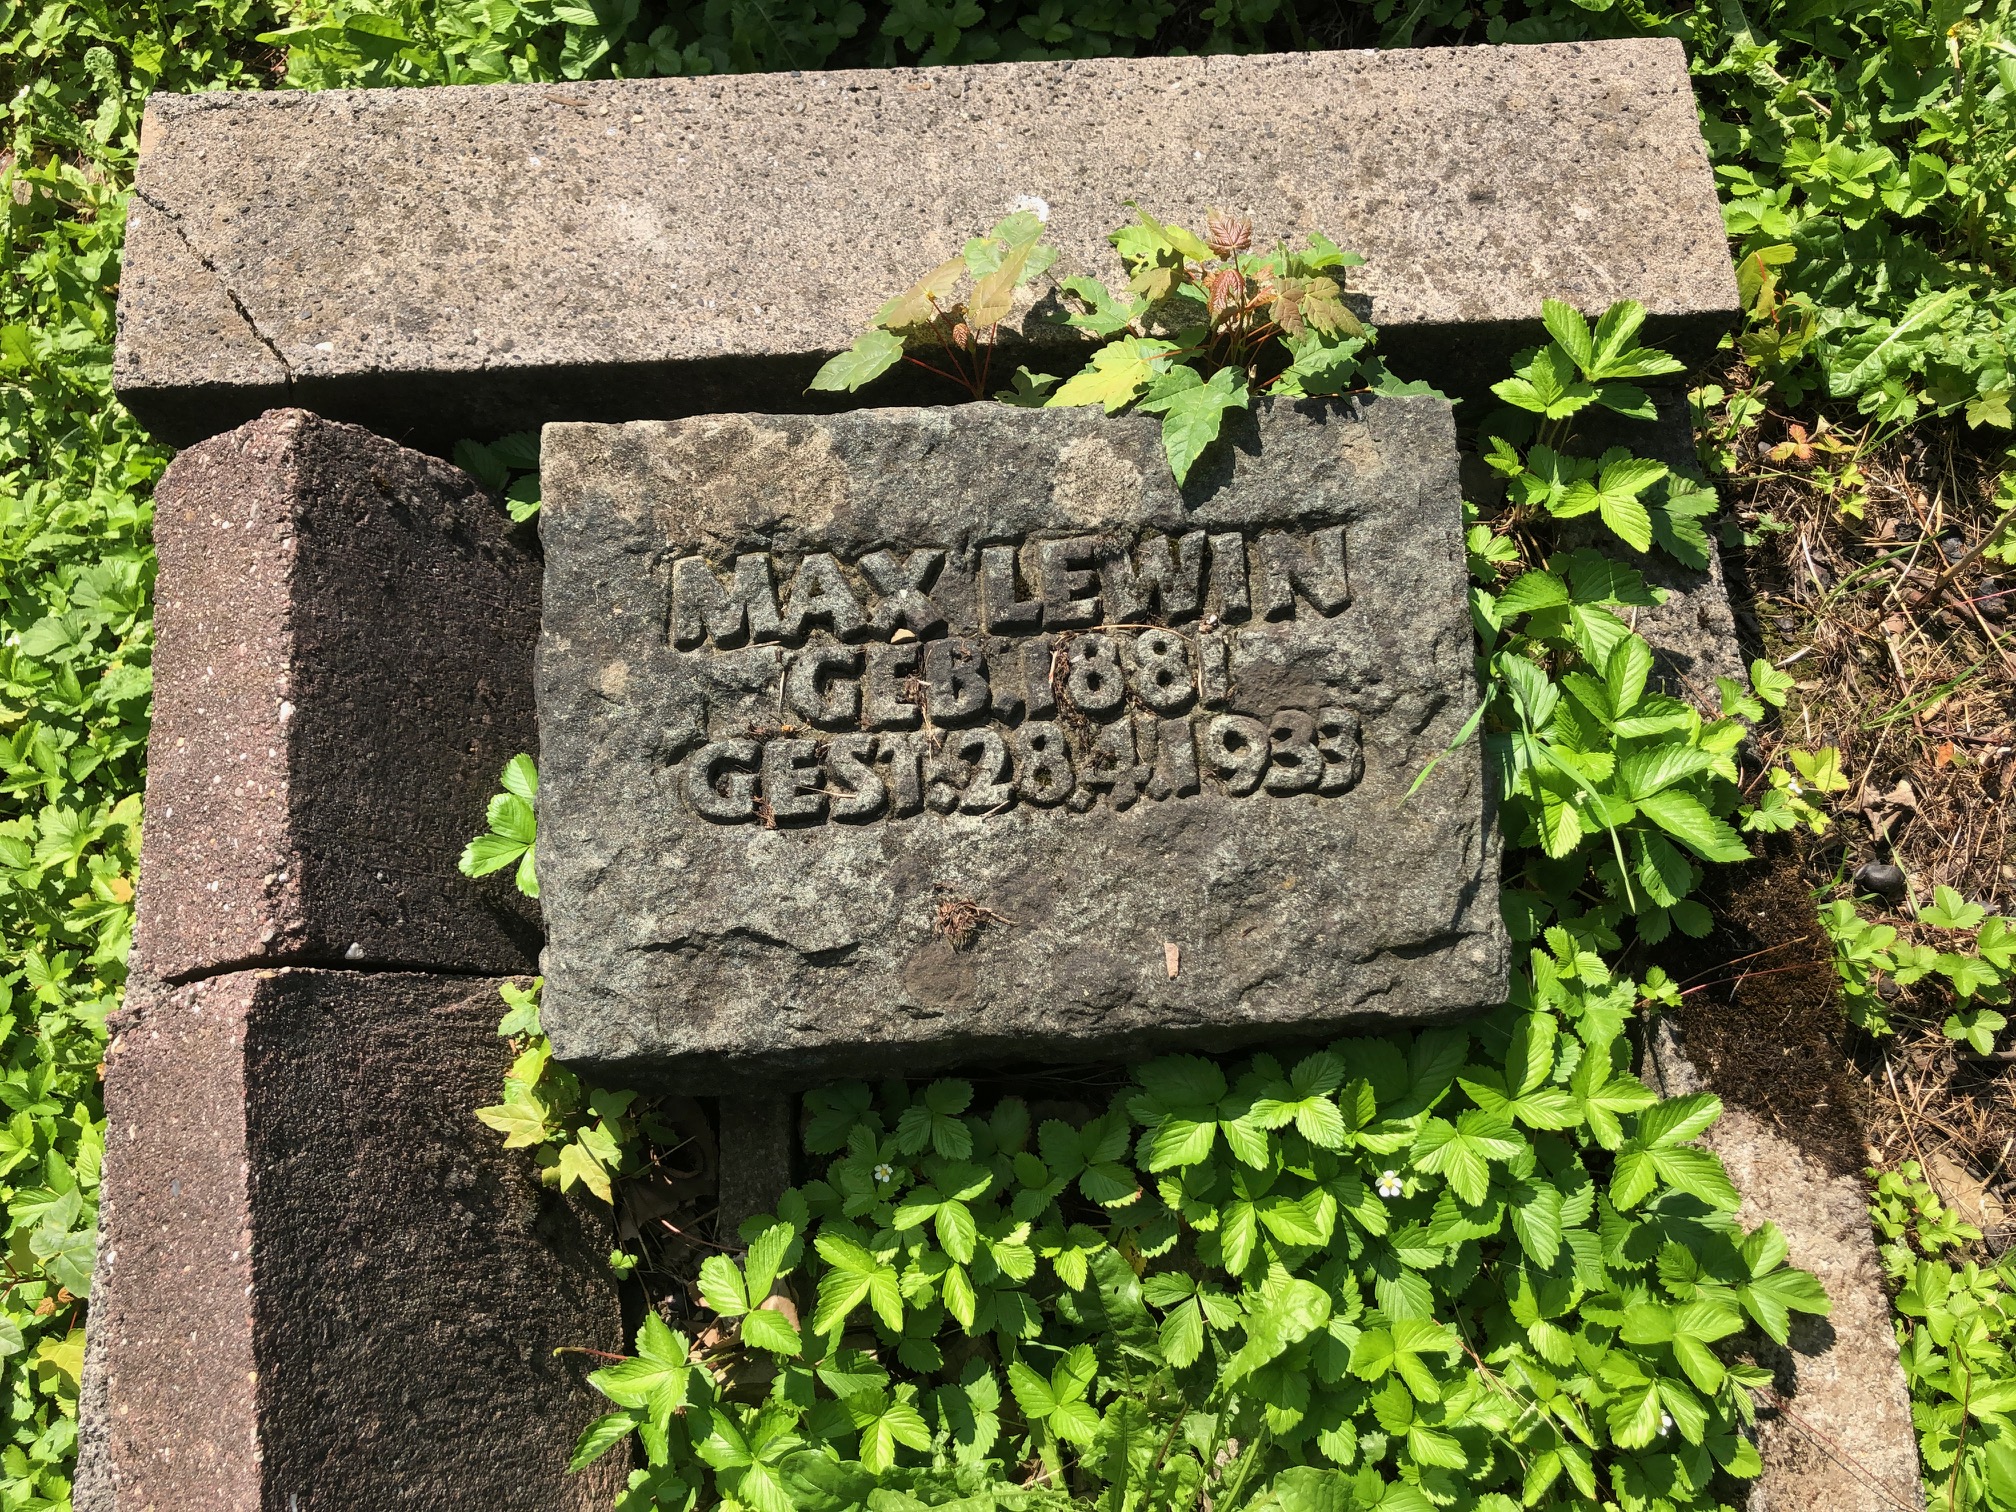 MAX LEWIN
GEB. 1881
GEST. 28.4.1933